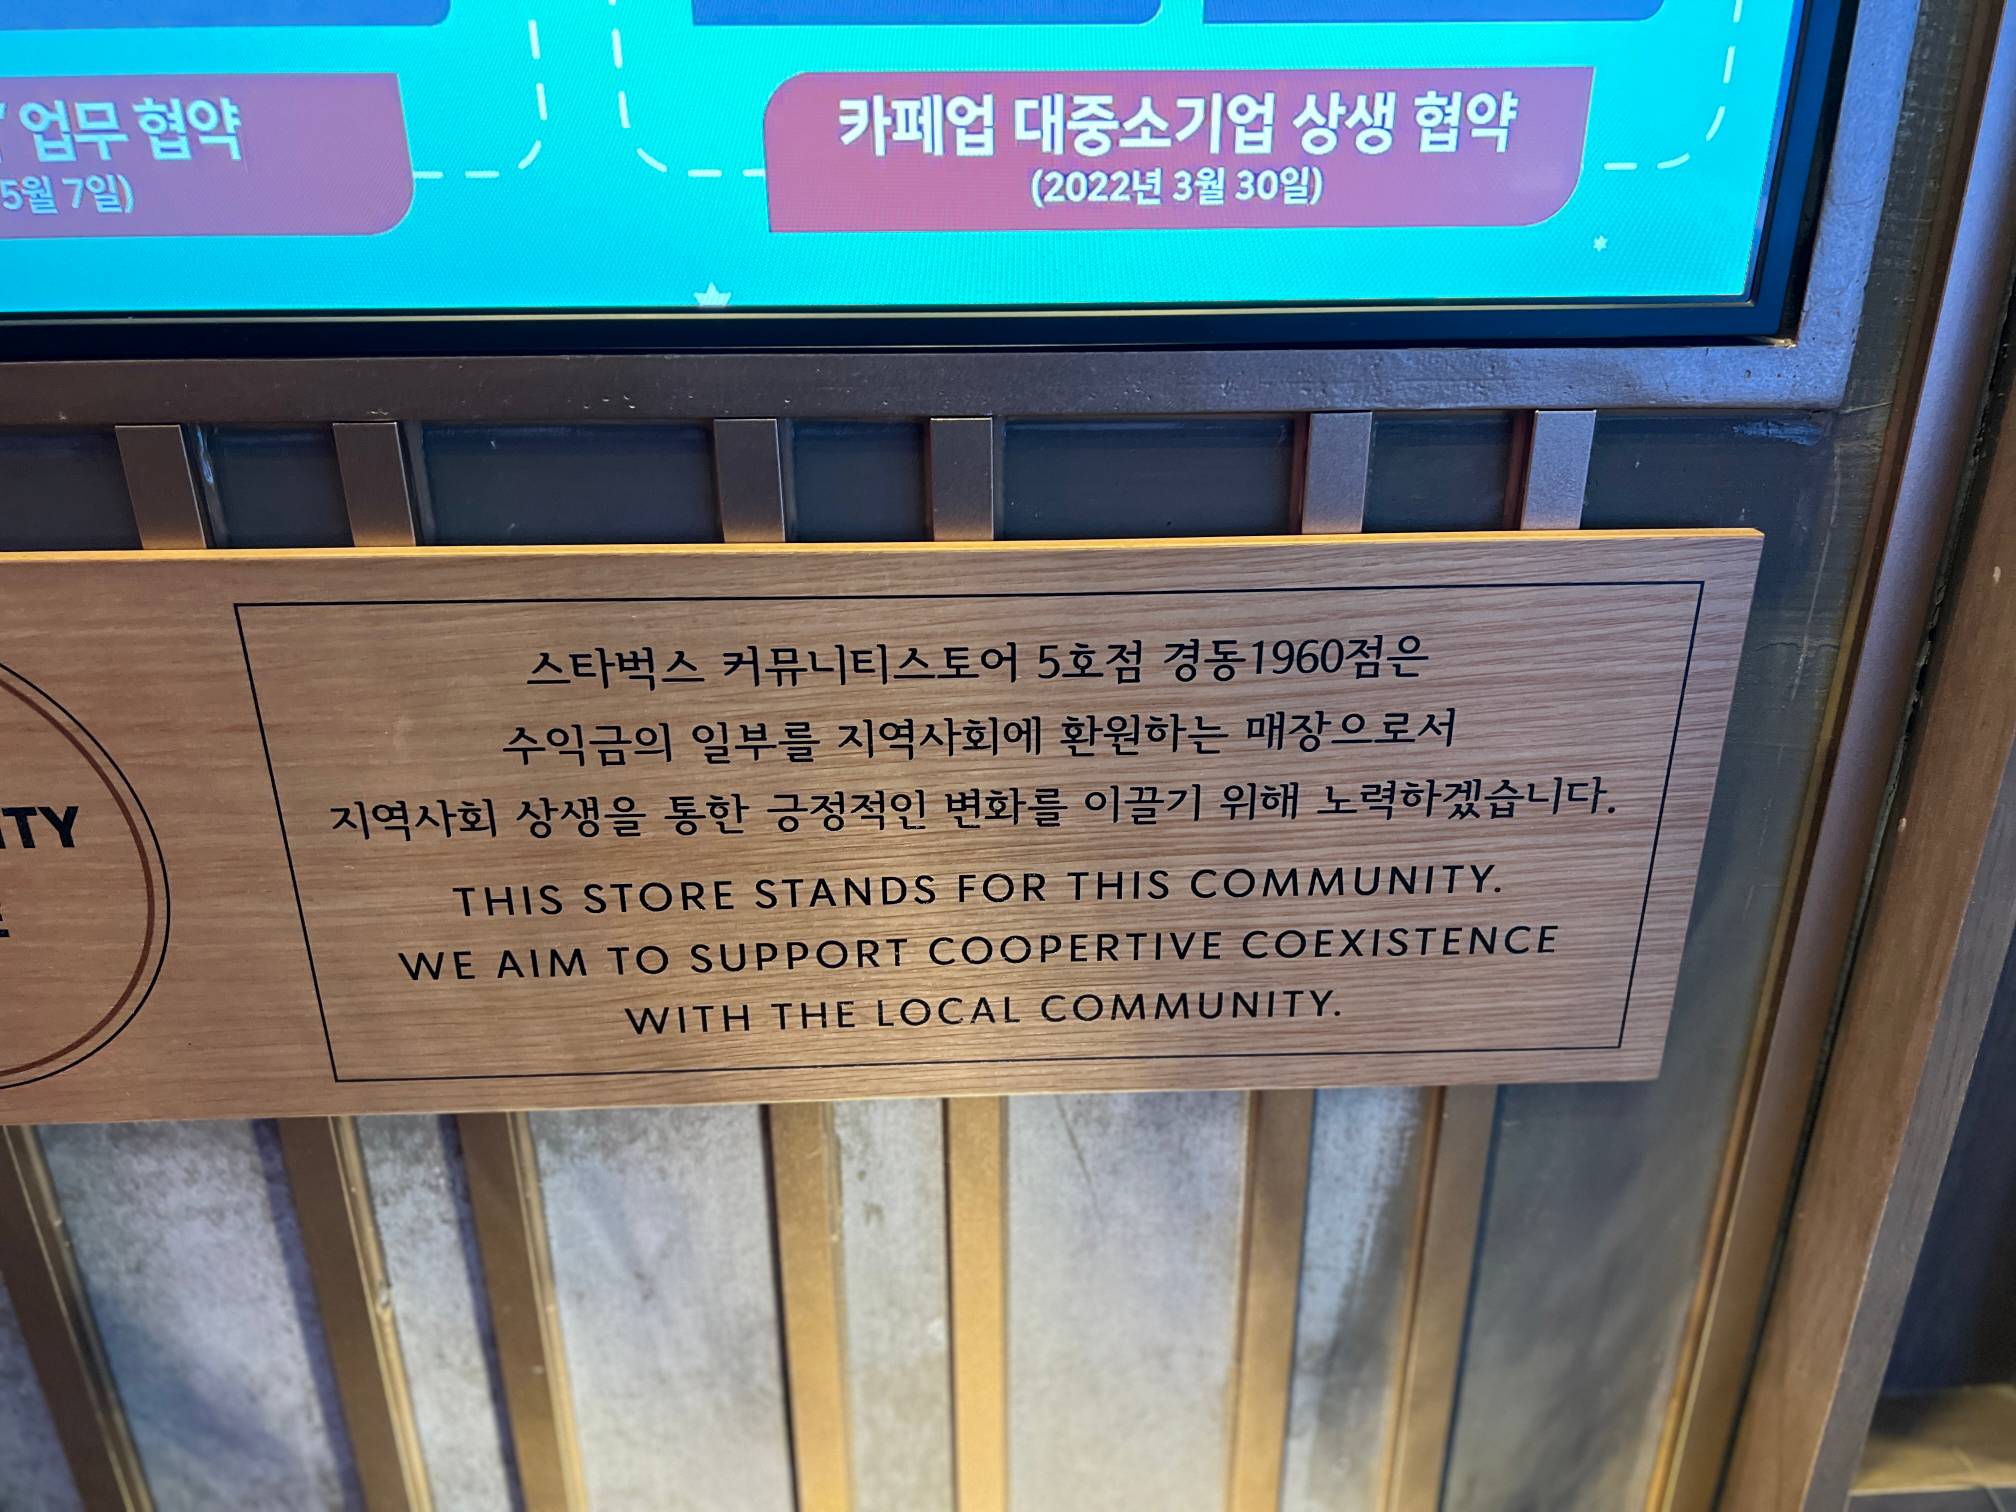 업무 협약
5월 7일)
카페업 대중소기업 상생 협약
(2022년 3월 30일)
ITY
스타벅스 커뮤니티스토어 5호점 경동1960점은
수익금의 일부를 지역사회에 환원하는 매장으로서
지역사회 상생을 통한 긍정적인 변화를 이끌기 위해 노력하겠습니다.
THIS STORE STANDS FOR THIS COMMUNITY.
WE AIM TO SUPPORT COOPERTIVE COEXISTENCE
WITH THE LOCAL COMMUNITY.